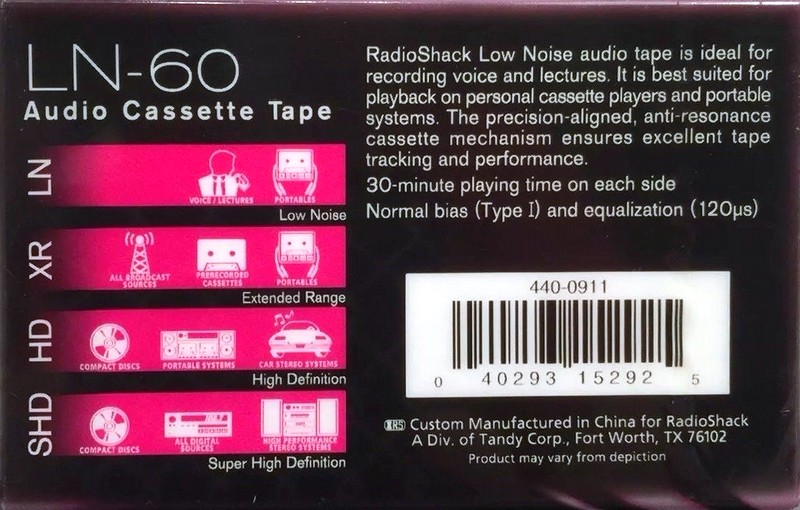 LN-60
Audio Cassette Tape
LN
VOICE / LECTURES
PORTABLES
Low Noise
XR
ALL BROADCAST
SOURCES
PRERECORDED
CASSETTES
PORTABLES
Extended Range
HD
COMPACT DISCS
PORTABLE SYSTEMS
CAR STEREO SYSTEMS
High Definition
SHD
COMPACT DISCS
ALL DIGITAL
SOURCES
HIGH PERFORMANCE
STEREO SYSTEMS
Super High Definition
RadioShack Low Noise audio tape is ideal for
recording voice and lectures. It is best suited for
playback on personal cassette players and portable
systems. The precision-aligned, anti-resonance
cassette mechanism ensures excellent tape
tracking and performance.
30-minute playing time on each side
Normal bias (Type I) and equalization (120µs)
440-0911
0 40293 15292 5
Custom Manufactured in China for RadioShack
A Div. of Tandy Corp., Fort Worth, TX 76102
Product may vary from depiction